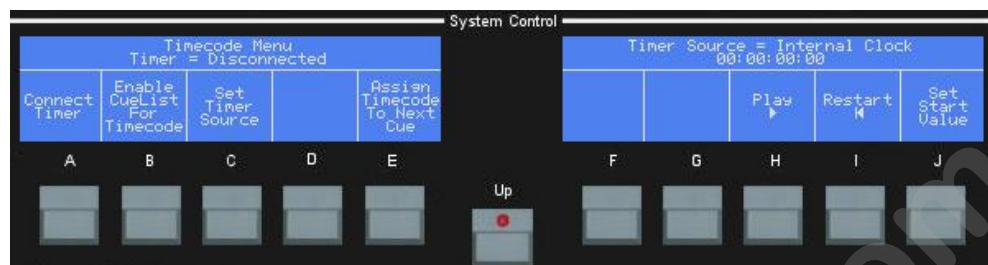 System Control
Timecode Menu
Timer = Disconnected
Connect
Timer
Enable
CueList
For
Timecode
Set
Timer
Source
Assign
Timecode
To Next
Cue
Timer Source = Internal Clock
00:00:00:00
Play
Restart
Set
Start
Value
A B C D E
Up
F G H I J